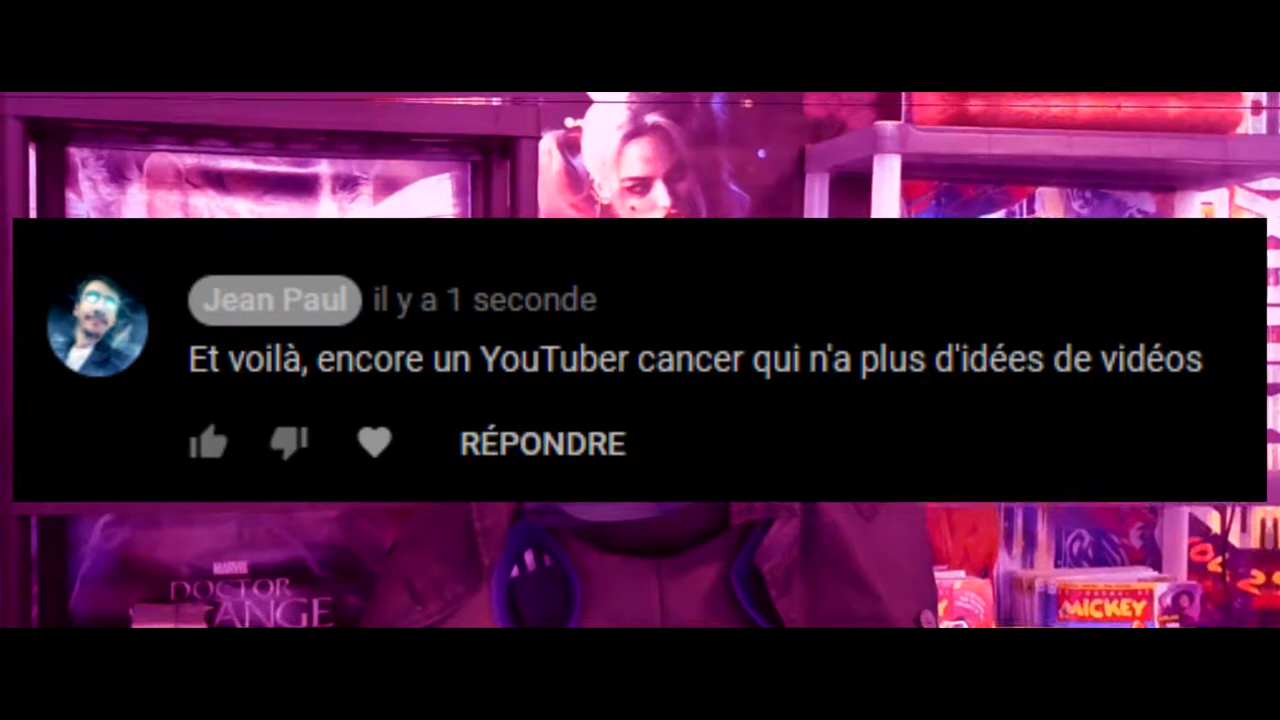 Jean Paul il y a 1 seconde
Et voilà, encore un YouTuber cancer qui n'a plus d'idées de vidéos
RÉPONDRE
MARVEL
DOCTOR
ANGE
MICKEY